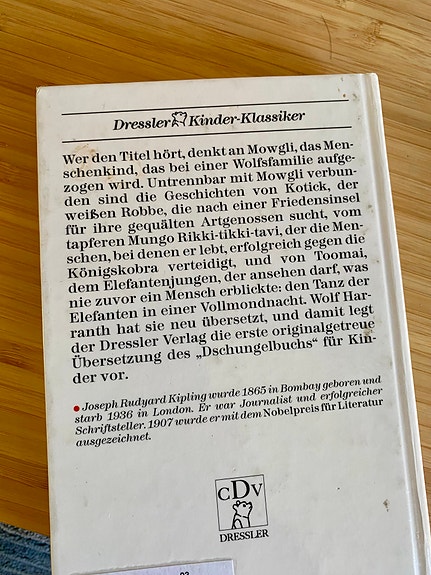 Dressler Kinder-Klassiker
Wer den Titel hört, denkt an Mowgli, das Men-
schenkind, das bei einer Wolfsfamilie aufge-
zogen wird. Untrennbar mit Mowgli verbun-
den sind die Geschichten von Kotick, der
weißen Robbe, die nach einer Friedensinsel
für ihre gequälten Artgenossen sucht, vom
tapferen Mungo Rikki-tikki-tavi, der die Men-
schen, bei denen er lebt, erfolgreich gegen die
Königskobra verteidigt, und von Toomai,
dem Elefantenjungen, der ansehen darf, was
nie zuvor ein Mensch erblickte: den Tanz der
Elefanten in einer Vollmondnacht. Wolf Har-
ranth hat sie neu übersetzt, und damit legt
der Dressler Verlag die erste originalgetreue
Übersetzung des „Dschungelbuchs“ für Kin-
der vor.
Joseph Rudyard Kipling wurde 1865 in Bombay geboren und
starb 1936 in London. Er war Journalist und erfolgreicher
Schriftsteller. 1907 wurde er mit dem Nobelpreis für Literatur
ausgezeichnet.
CDV
DRESSLER